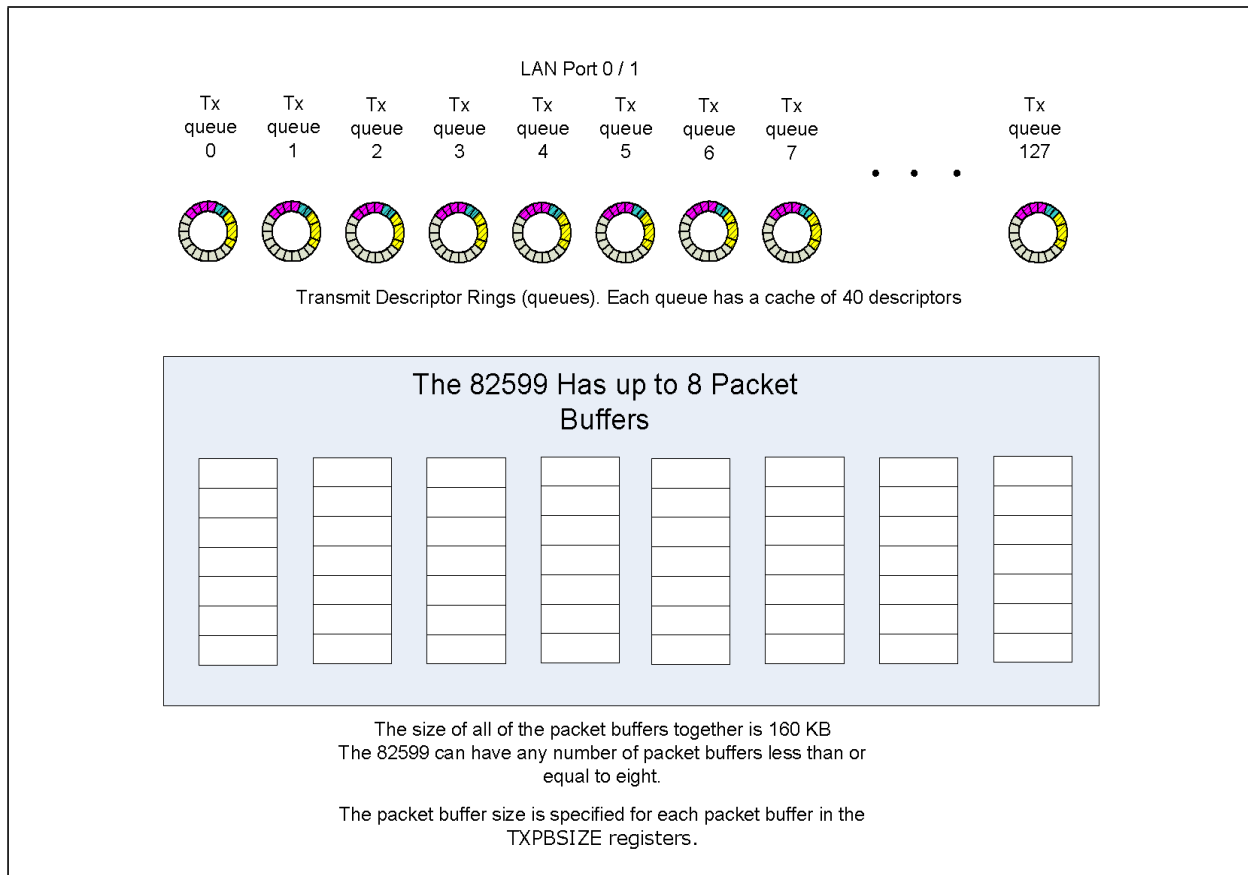 LAN Port 0 / 1
Tx queue 0
Tx queue 1
Tx queue 2
Tx queue 3
Tx queue 4
Tx queue 5
Tx queue 6
Tx queue 7
. . .
Tx queue 127
Transmit Descriptor Rings (queues). Each queue has a cache of 40 descriptors
The 82599 Has up to 8 Packet
Buffers
The size of all of the packet buffers together is 160 KB
The 82599 can have any number of packet buffers less than or
equal to eight.
The packet buffer size is specified for each packet buffer in the
TXPBSIZE registers.